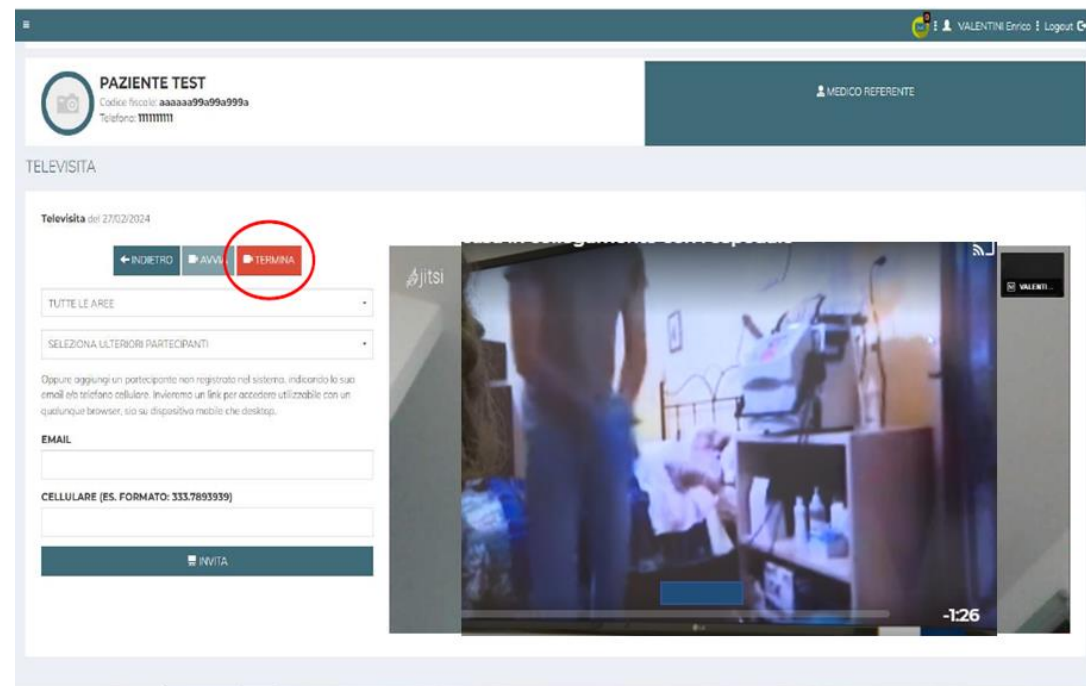 VALENTINI Enrico
Logout
PAZIENTE TEST
Codice fiscale: aaaaaa99a99a999a
Telefono: 1111111111
MEDICO REFERENTE
TELEVISITA
Televisita del 27/02/2024
INDIETRO
AVVIA
TERMINA
TUTTE LE AREE
SELEZIONA ULTERIORI PARTECIPANTI
Oppure aggiungi un partecipante non registrato nel sistema, indicando la sua
email e/o telefono cellulare. Invieremo un link per accedere utilizzabile con un
qualunque browser, sia su dispositivo mobile che desktop.
EMAIL
CELLULARE (ES. FORMATO: 333.7893939)
INVITA
jitsi
M VALENTI ...
-1:26
LG